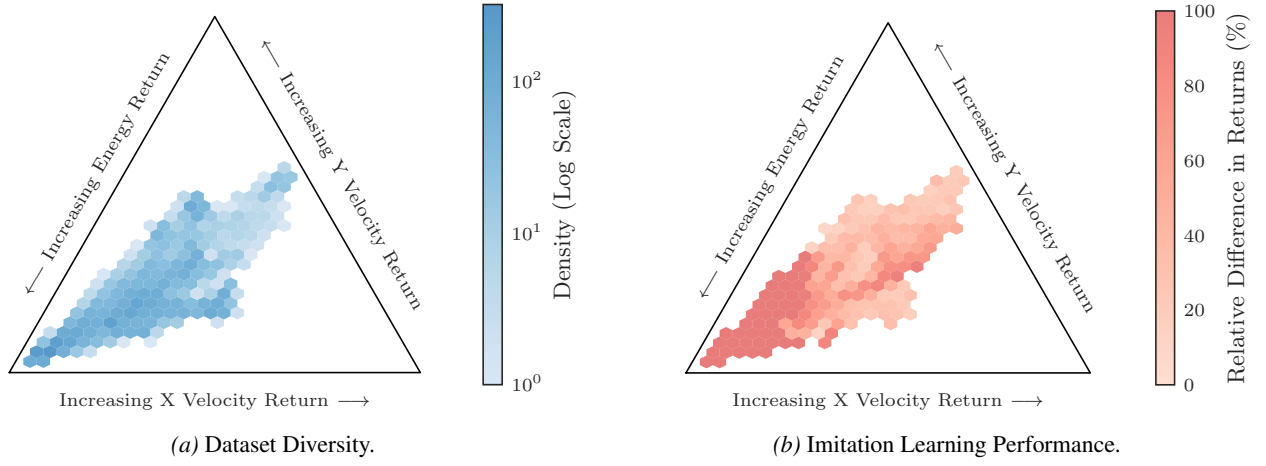 ← Increasing Energy Return
← Increasing Y Velocity Return
Increasing X Velocity Return →
10²
10¹
10⁰
Density (Log Scale)
(a) Dataset Diversity.
← Increasing Energy Return
← Increasing Y Velocity Return
Increasing X Velocity Return →
100
80
60
40
20
0
Relative Difference in Returns (%)
(b) Imitation Learning Performance.